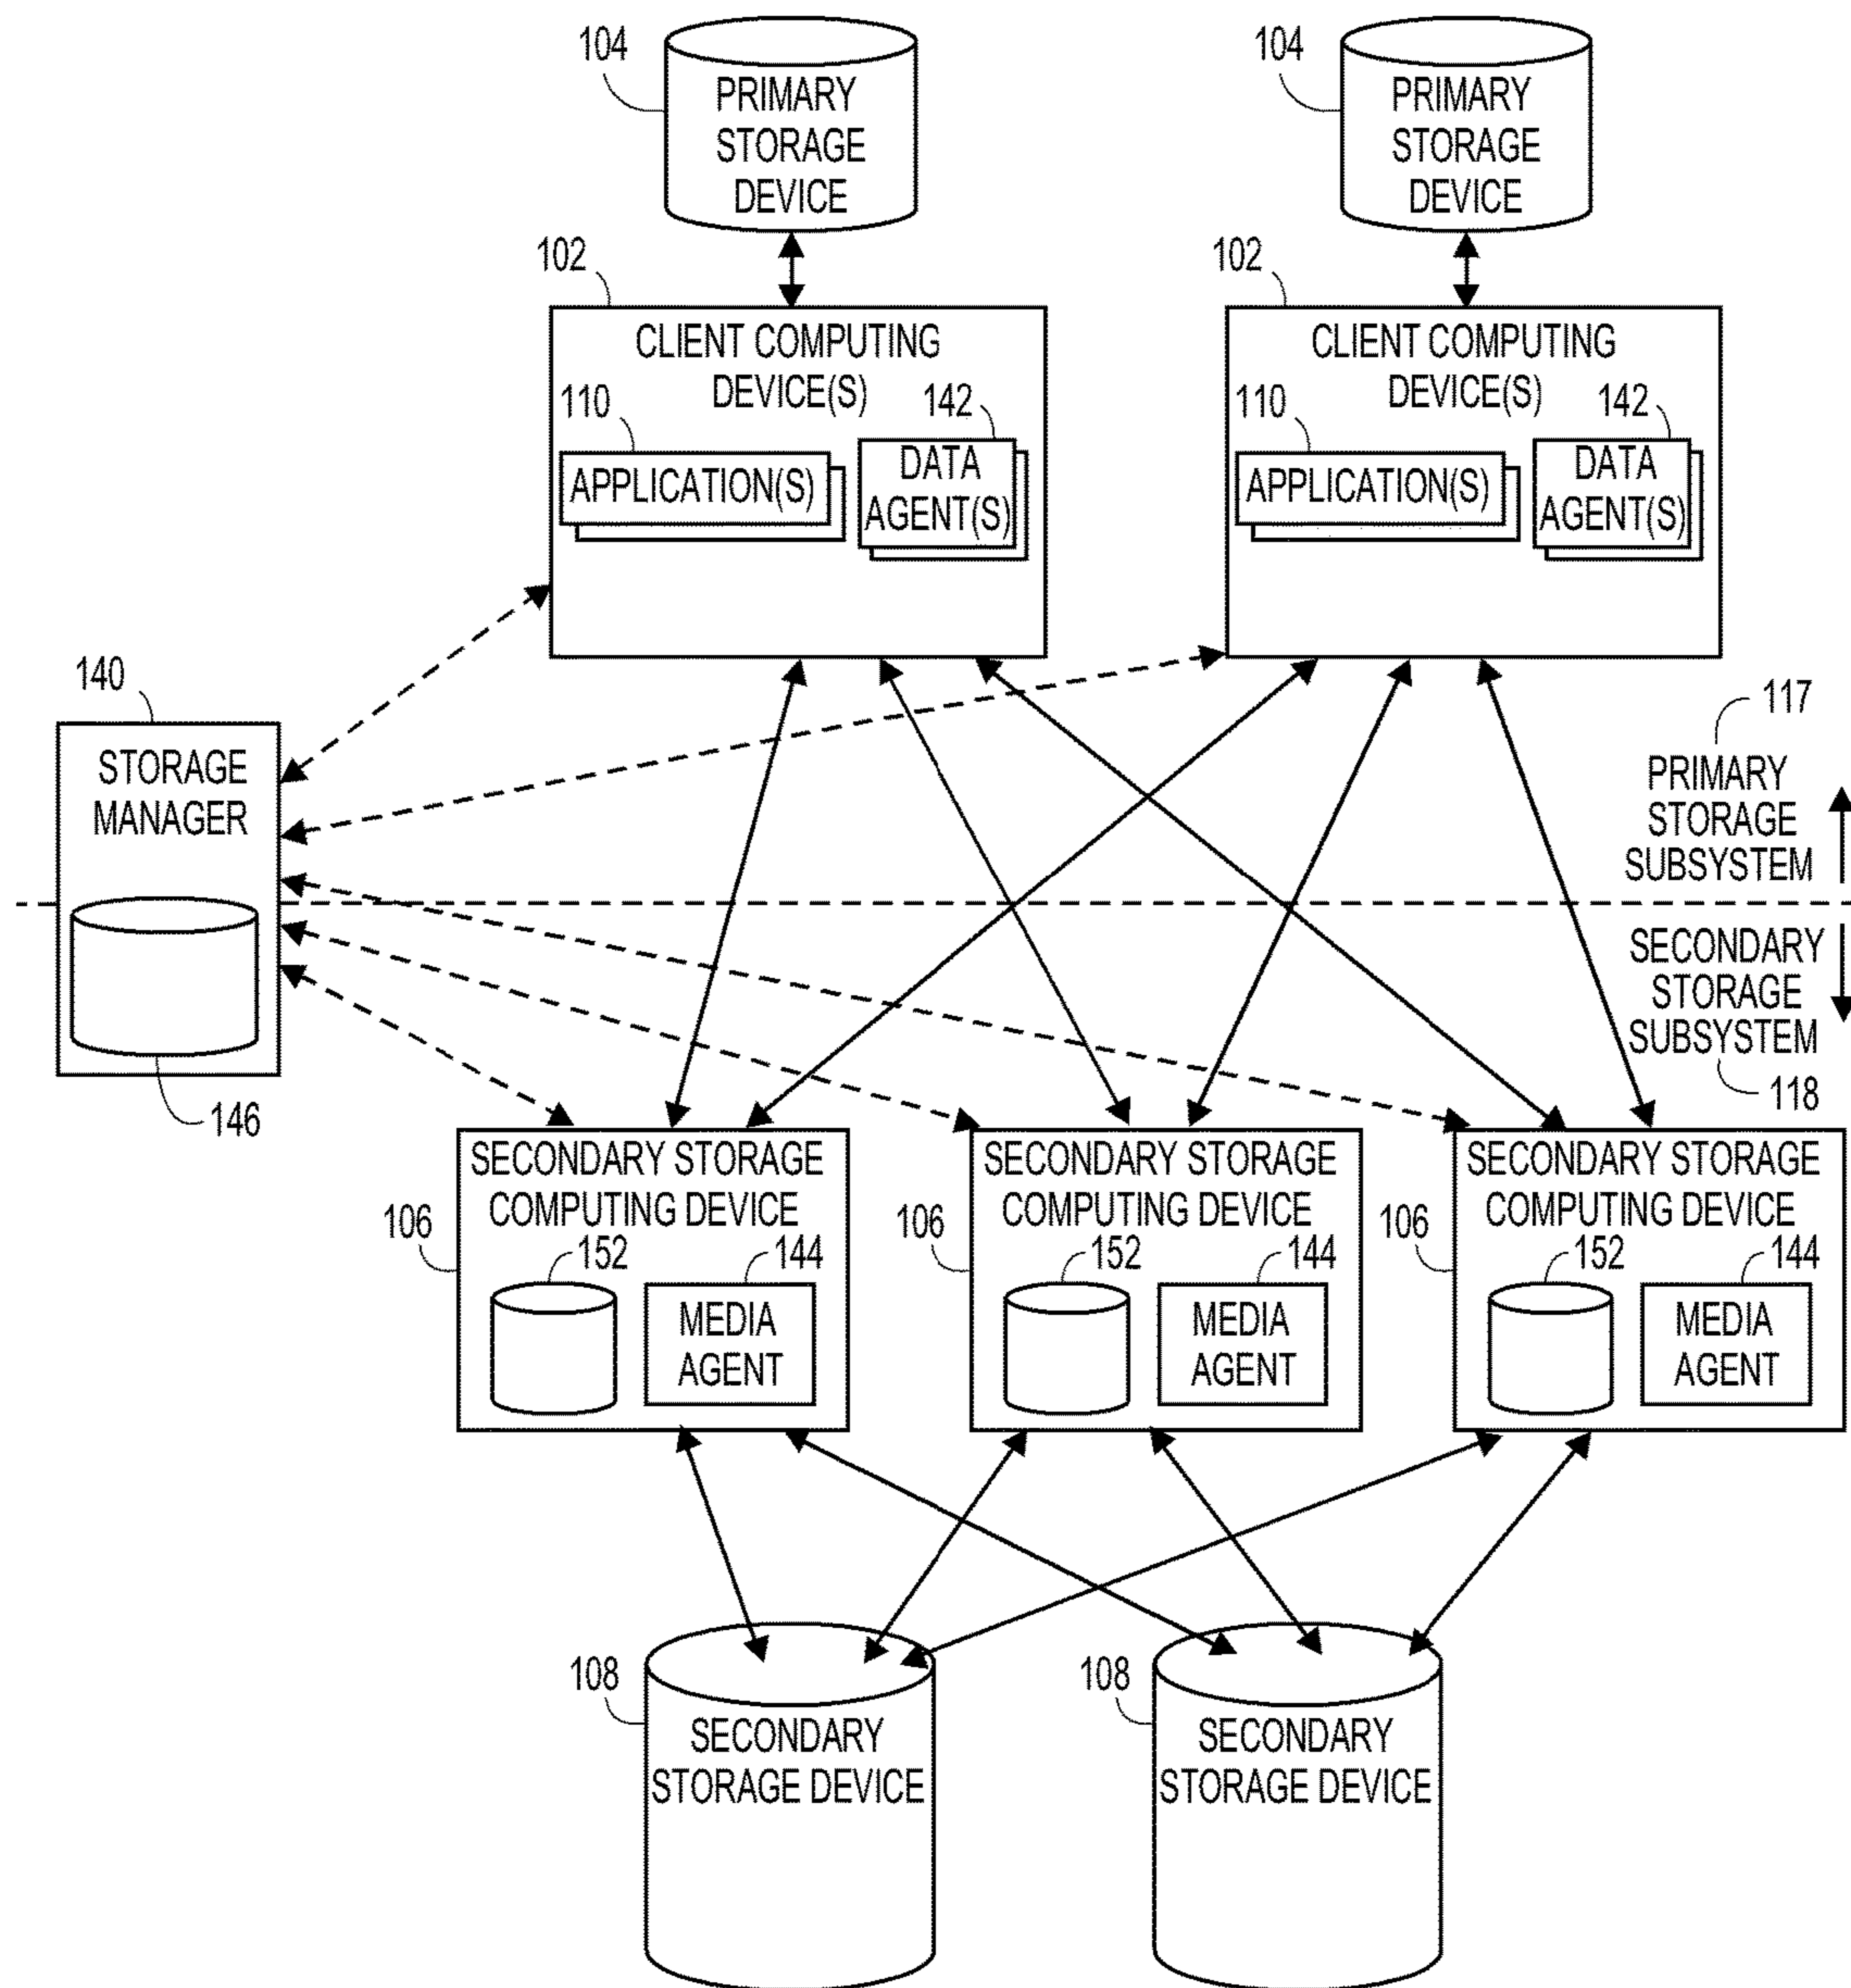 104
PRIMARY
STORAGE
DEVICE
104
PRIMARY
STORAGE
DEVICE
102
CLIENT COMPUTING
DEVICE(S)
110
142
APPLICATION(S)
DATA
AGENT(S)
102
CLIENT COMPUTING
DEVICE(S)
110
142
APPLICATION(S)
DATA
AGENT(S)
140
STORAGE
MANAGER
146
117
PRIMARY
STORAGE
SUBSYSTEM
SECONDARY
STORAGE
SUBSYSTEM
118
SECONDARY STORAGE
COMPUTING DEVICE
106
152
144
MEDIA
AGENT
SECONDARY STORAGE
COMPUTING DEVICE
106
152
144
MEDIA
AGENT
SECONDARY STORAGE
COMPUTING DEVICE
106
152
144
MEDIA
AGENT
108
SECONDARY
STORAGE DEVICE
108
SECONDARY
STORAGE DEVICE